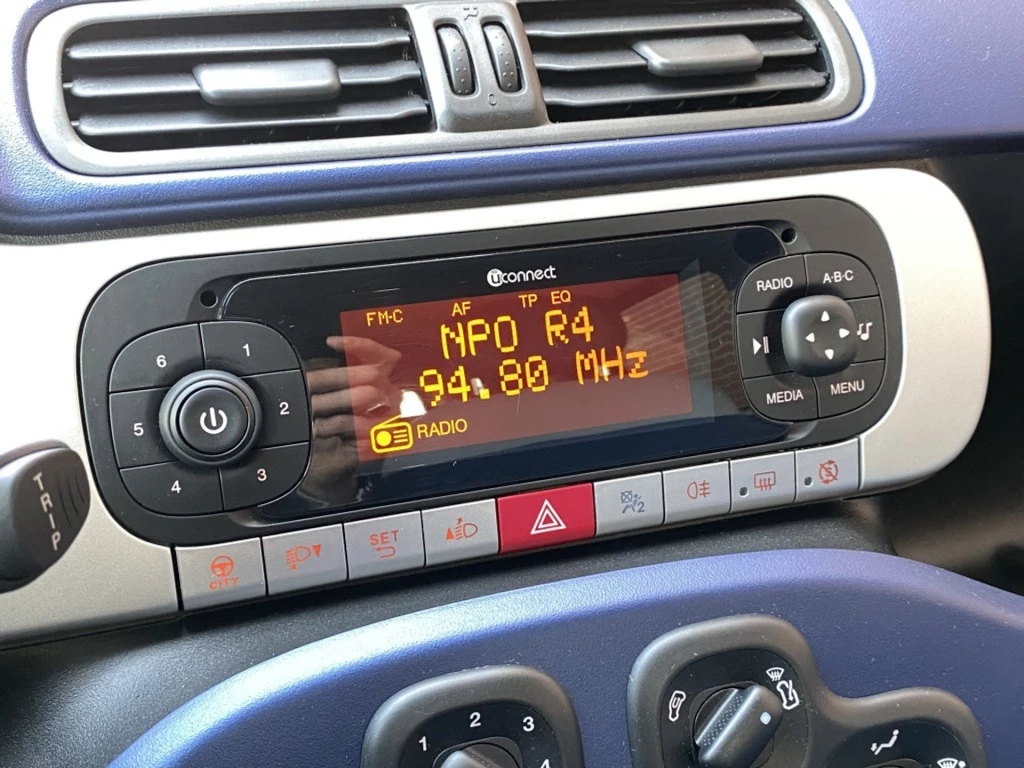 uconnect
FM-C AF TP EQ
NPO R4
94.80 MHz
RADIO
6 1
5 2
4 3
RADIO A·B·C
MEDIA MENU
TRIP
CITY
SET
2
1 2 3 4